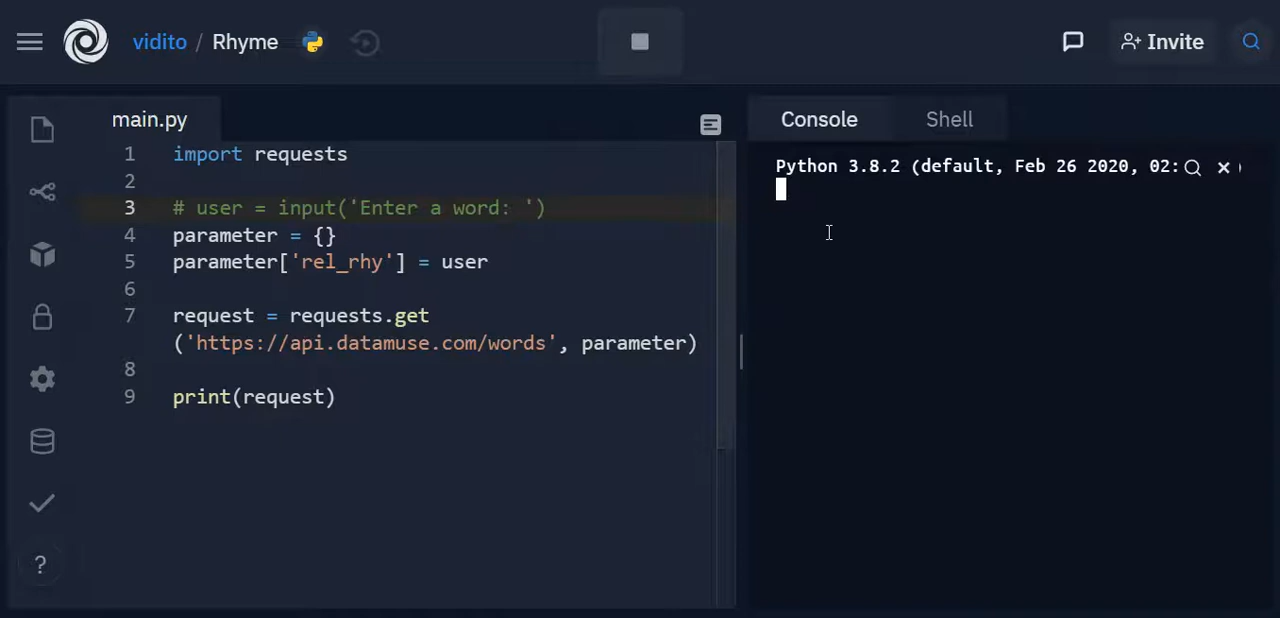 vidito / Rhyme
Invite
main.py
Console
Shell
1 import requests
2
3 # user = input('Enter a word: ')
4 parameter = {}
5 parameter['rel_rhy'] = user
6
7 request = requests.get
('https://api.datamuse.com/words', parameter)
8
9 print(request)
?
Python 3.8.2 (default, Feb 26 2020, 02: